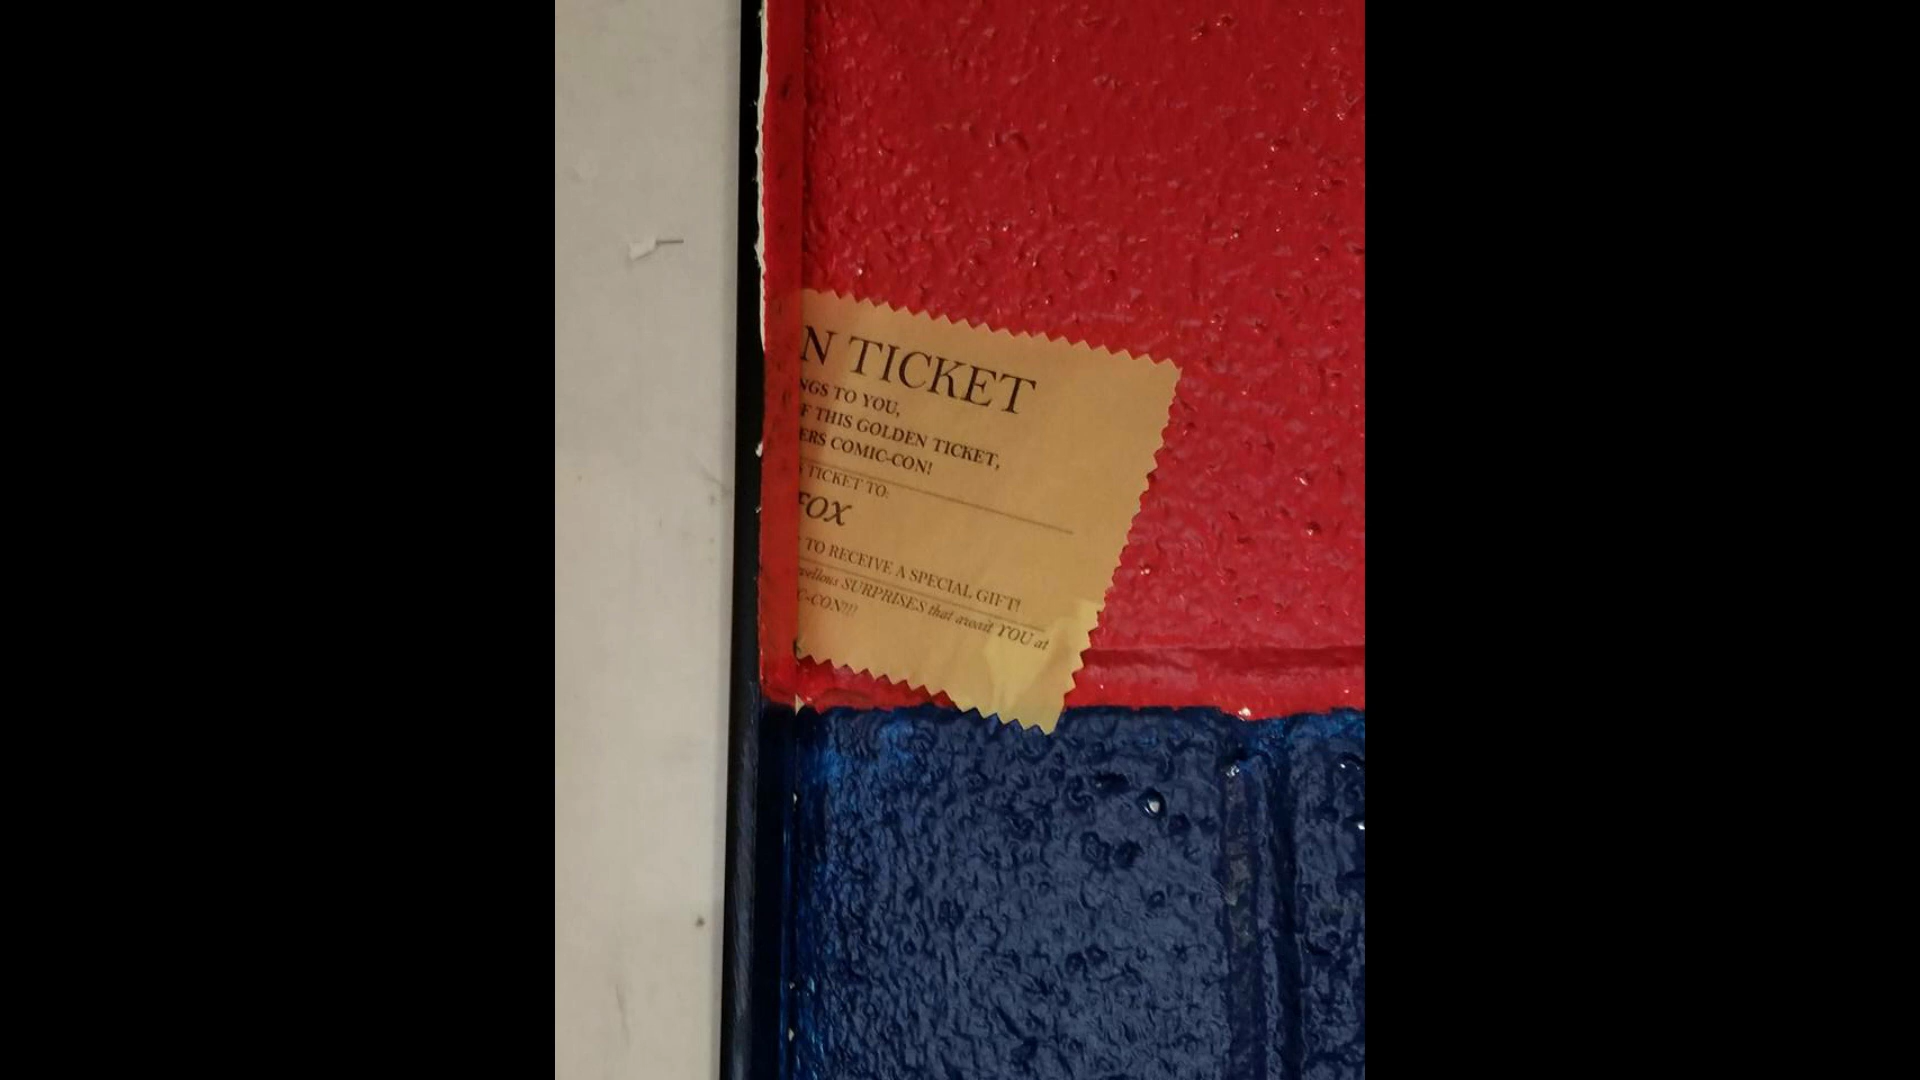 N TICKET
NGS TO YOU,
F THIS GOLDEN TICKET,
ERS COMIC-CON!
TICKET TO:
FOX
TO RECEIVE A SPECIAL GIFT!
vellous SURPRISES that await YOU at
C-CON!!!